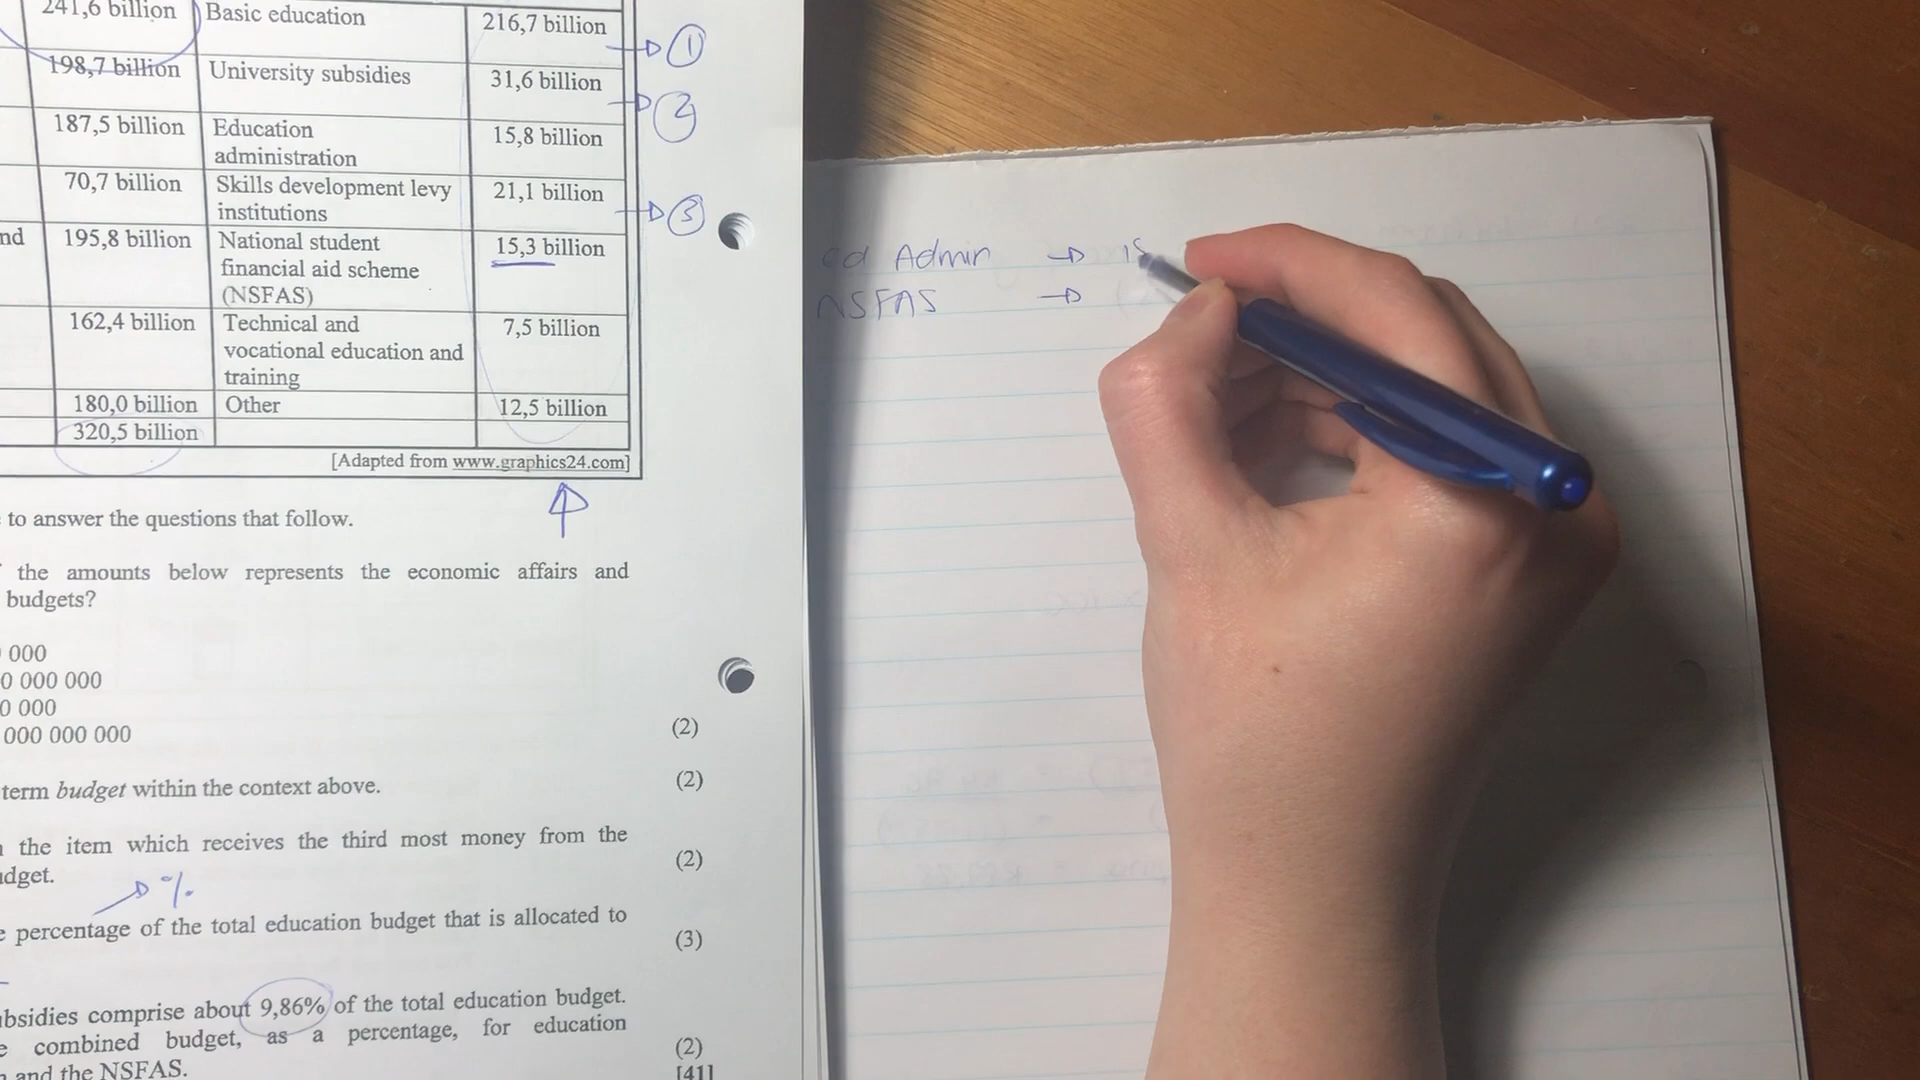 241,6 billion Basic education 216,7 billion
①
198,7 billion University subsidies 31,6 billion
②
187,5 billion Education 15,8 billion
administration
70,7 billion Skills development levy 21,1 billion
institutions
③
nd 195,8 billion National student 15,3 billion
financial aid scheme
(NSFAS)
162,4 billion Technical and 7,5 billion
vocational education and
training
180,0 billion Other 12,5 billion
320,5 billion
[Adapted from www.graphics24.com]
to answer the questions that follow.
the amounts below represents the economic affairs and
budgets?
000
0 000 000
0 000
000 000 000
(2)
term budget within the context above. (2)
the item which receives the third most money from the
dget. (2)
%
percentage of the total education budget that is allocated to
(3)
bsidies comprise about 9,86% of the total education budget.
combined budget, as a percentage, for education
and the NSFAS. (2)
[41]
Ed Admin → 15
NSFAS →